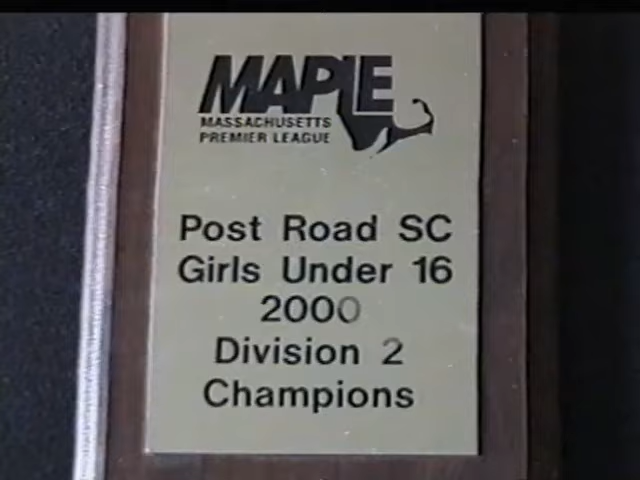 MAPLE
MASSACHUSETTS
PREMIER LEAGUE
Post Road SC
Girls Under 16
2000
Division 2
Champions